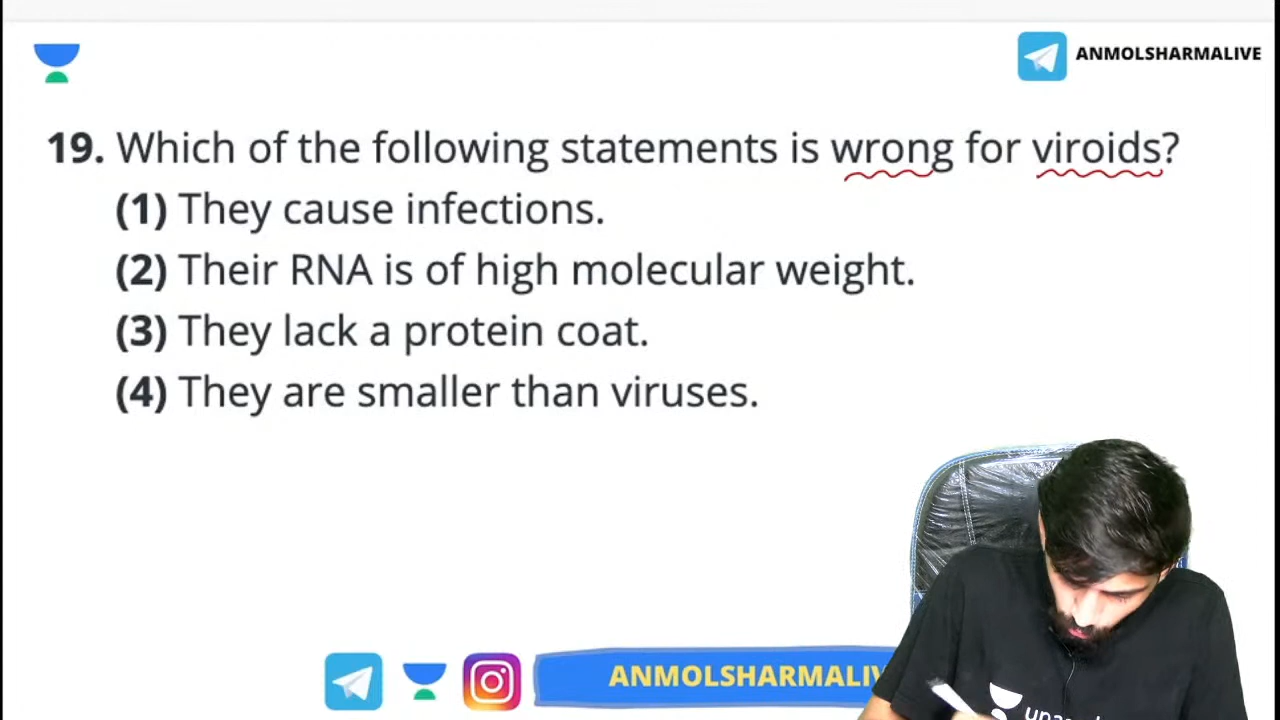 ANMOLSHARMALIVE
19. Which of the following statements is wrong for viroids?
(1) They cause infections.
(2) Their RNA is of high molecular weight.
(3) They lack a protein coat.
(4) They are smaller than viruses.
ANMOLSHARMALIV